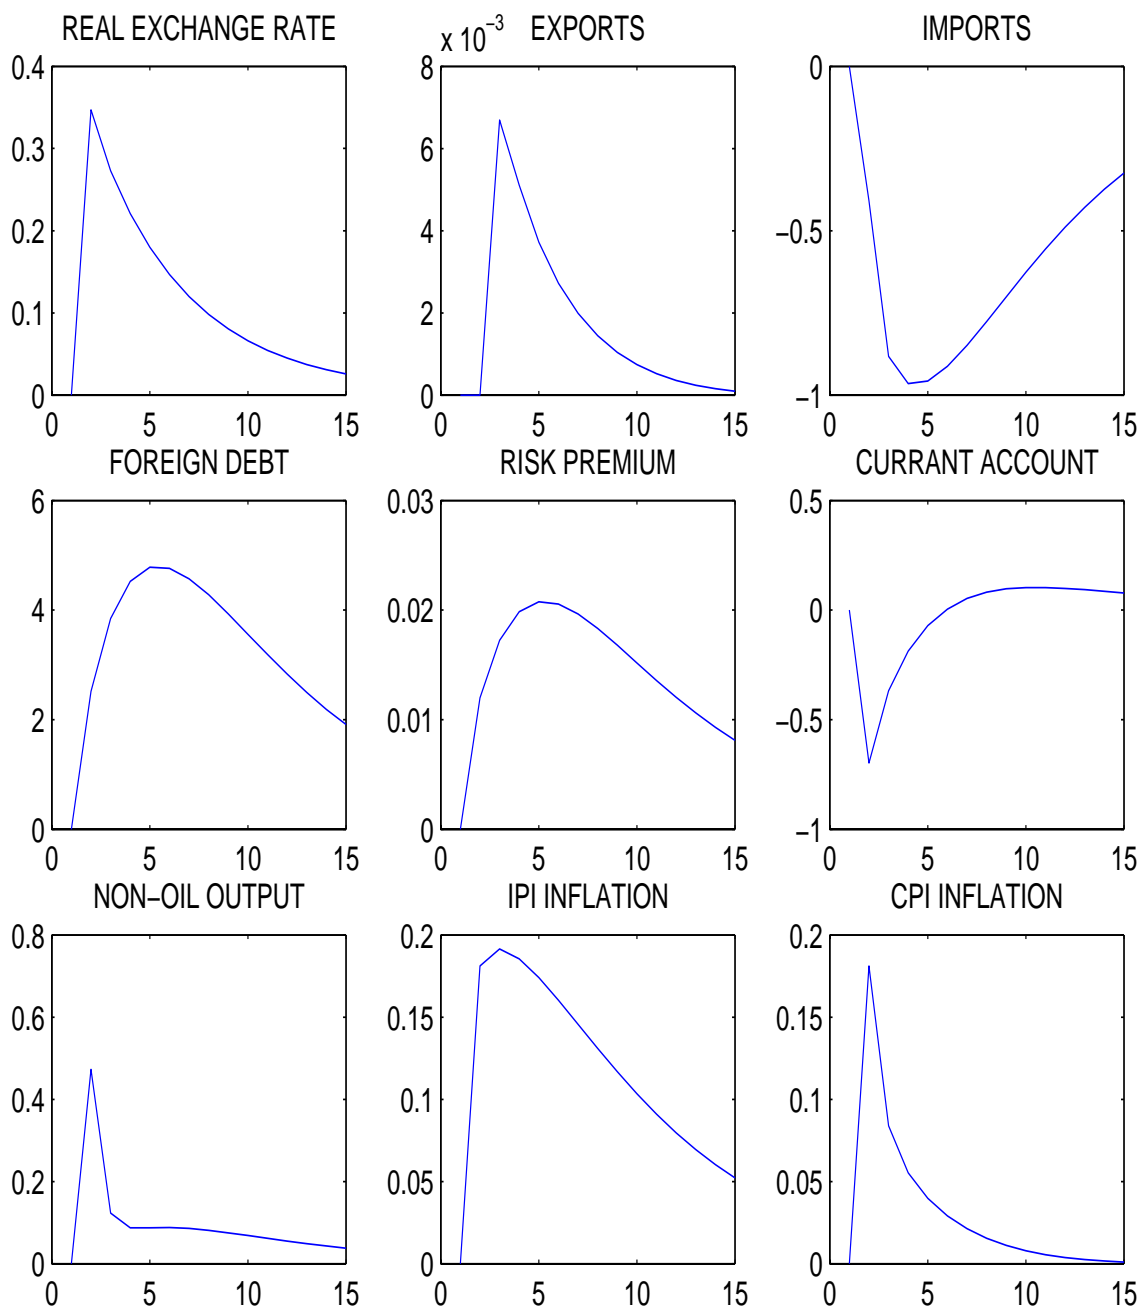 REAL EXCHANGE RATE
0.4
0.3
0.2
0.1
0
0 5 10 15
x 10^-3 EXPORTS
8
6
4
2
0
0 5 10 15
IMPORTS
0
−0.5
−1
0 5 10 15
FOREIGN DEBT
6
4
2
0
0 5 10 15
RISK PREMIUM
0.03
0.02
0.01
0
0 5 10 15
CURRANT ACCOUNT
0.5
0
−0.5
−1
0 5 10 15
NON−OIL OUTPUT
0.8
0.6
0.4
0.2
0
0 5 10 15
IPI INFLATION
0.2
0.15
0.1
0.05
0
0 5 10 15
CPI INFLATION
0.2
0.15
0.1
0.05
0
0 5 10 15